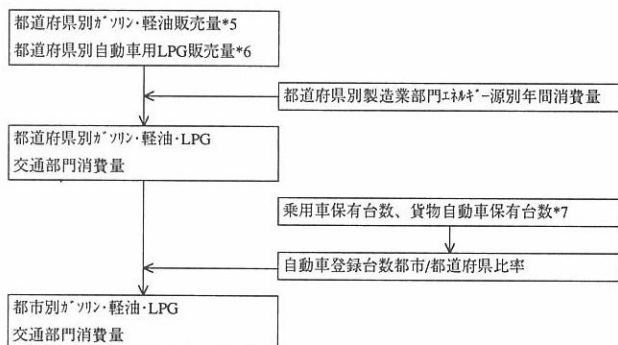 都道府県別ｶﾞｿﾘﾝ･軽油販売量*5
都道府県別自動車用LPG販売量*6
都道府県別製造業部門ｴﾈﾙｷﾞｰ源別年間消費量
都道府県別ｶﾞｿﾘﾝ･軽油･LPG
交通部門消費量
乗用車保有台数、貨物自動車保有台数*7
自動車登録台数都市/都道府県比率
都市別ｶﾞｿﾘﾝ･軽油･LPG
交通部門消費量